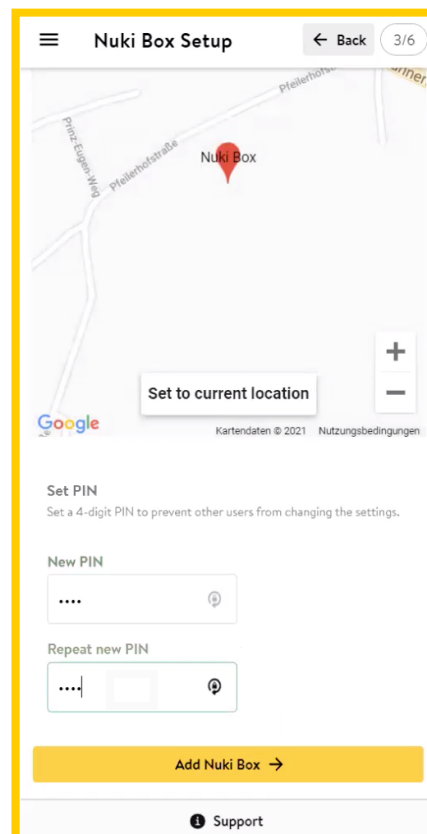 Nuki Box Setup
Back
3/6
Pfeilerhofstraße
Prinz-Eugen-Weg
Pfeilerhofstraße
Nuki Box
Set to current location
Google
Kartendaten © 2021 Nutzungsbedingungen
Set PIN
Set a 4-digit PIN to prevent other users from changing the settings.
New PIN
••••
Repeat new PIN
••••
Add Nuki Box →
Support